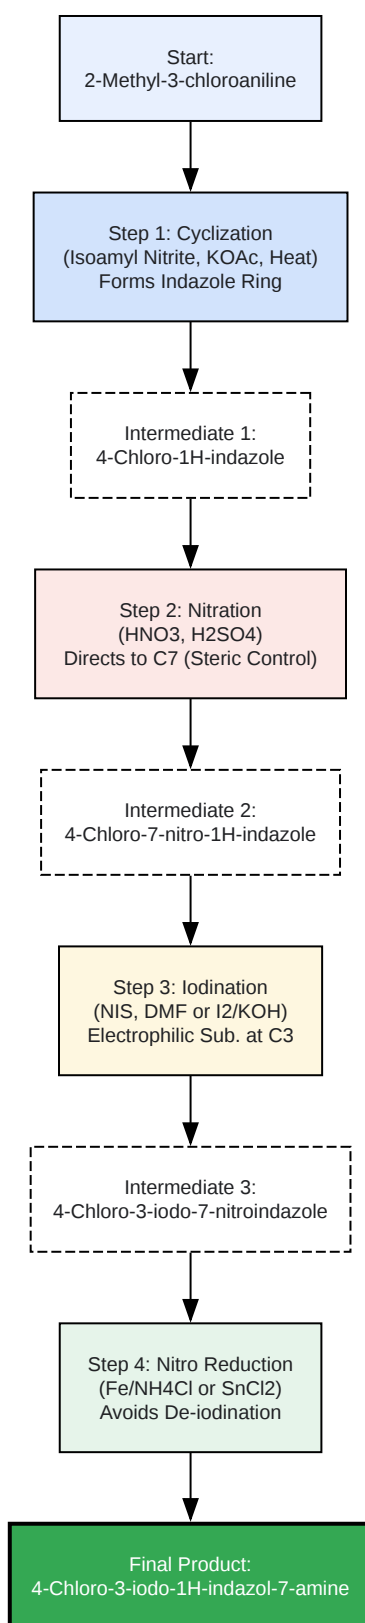 Start:
2-Methyl-3-chloroaniline
Step 1: Cyclization
(Isoamyl Nitrite, KOAc, Heat)
Forms Indazole Ring
Intermediate 1:
4-Chloro-1H-indazole
Step 2: Nitration
(HNO3, H2SO4)
Directs to C7 (Steric Control)
Intermediate 2:
4-Chloro-7-nitro-1H-indazole
Step 3: Iodination
(NIS, DMF or I2/KOH)
Electrophilic Sub. at C3
Intermediate 3:
4-Chloro-3-iodo-7-nitroindazole
Step 4: Nitro Reduction
(Fe/NH4Cl or SnCl2)
Avoids De-iodination
Final Product:
4-Chloro-3-iodo-1H-indazol-7-amine